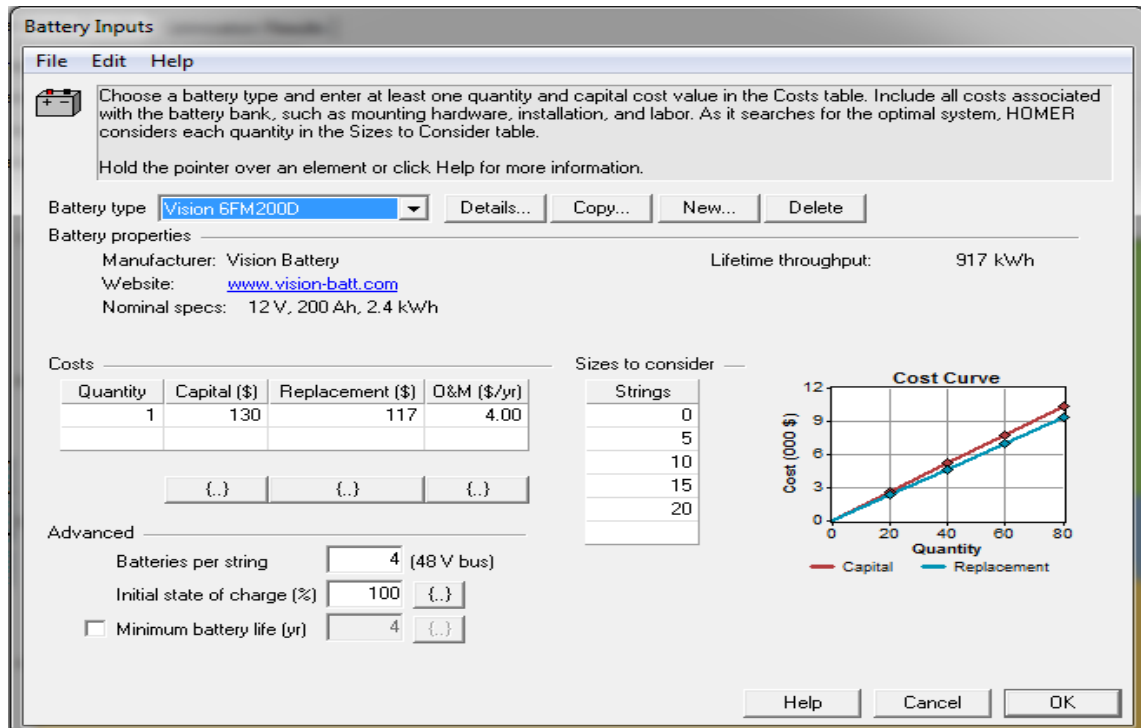 Battery Inputs
File Edit Help
Choose a battery type and enter at least one quantity and capital cost value in the Costs table. Include all costs associated
with the battery bank, such as mounting hardware, installation, and labor. As it searches for the optimal system, HOMER
considers each quantity in the Sizes to Consider table.
Hold the pointer over an element or click Help for more information.
Battery type Vision 6FM200D Details... Copy... New... Delete
Battery properties
Manufacturer: Vision Battery Lifetime throughput: 917 kWh
Website: www.vision-batt.com
Nominal specs: 12 V, 200 Ah, 2.4 kWh
Costs
Quantity Capital ($) Replacement ($) O&M ($/yr)
1 130 117 4.00
{..} {..} {..}
Sizes to consider
Strings
0
5
10
15
20
Cost Curve
Cost (000 $)
12
9
6
3
0
0 20 40 60 80
Quantity
Capital Replacement
Advanced
Batteries per string 4 (48 V bus)
Initial state of charge (%) 100 {..}
Minimum battery life (yr) 4 {..}
Help Cancel OK